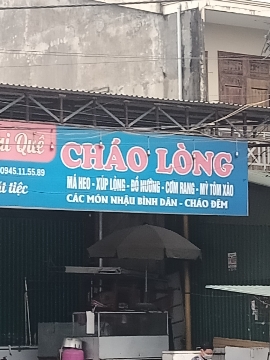 ui Quê
0945.11.55.89
tiệc
CHÁO LÒNG
MÁ HEO - XÚP LÒNG - ĐỒ NƯỚNG - CƠM RANG - MỲ TÔM XÀO
CÁC MÓN NHẬU BÌNH DÂN - CHÁO ĐÊM